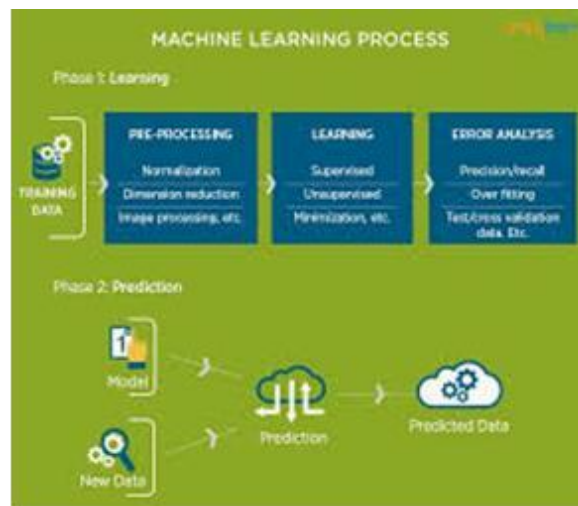 MACHINE LEARNING PROCESS
Phase 1: Learning
TRAINING
DATA
PRE-PROCESSING
Normalization
Dimension reduction
Image processing, etc.
LEARNING
Supervised
Unsupervised
Minimization, etc.
ERROR ANALYSIS
Precision/recall
Over fitting
Test/cross validation
data. Etc.
Phase 2: Prediction
1
Model
New Data
Prediction
Predicted Data